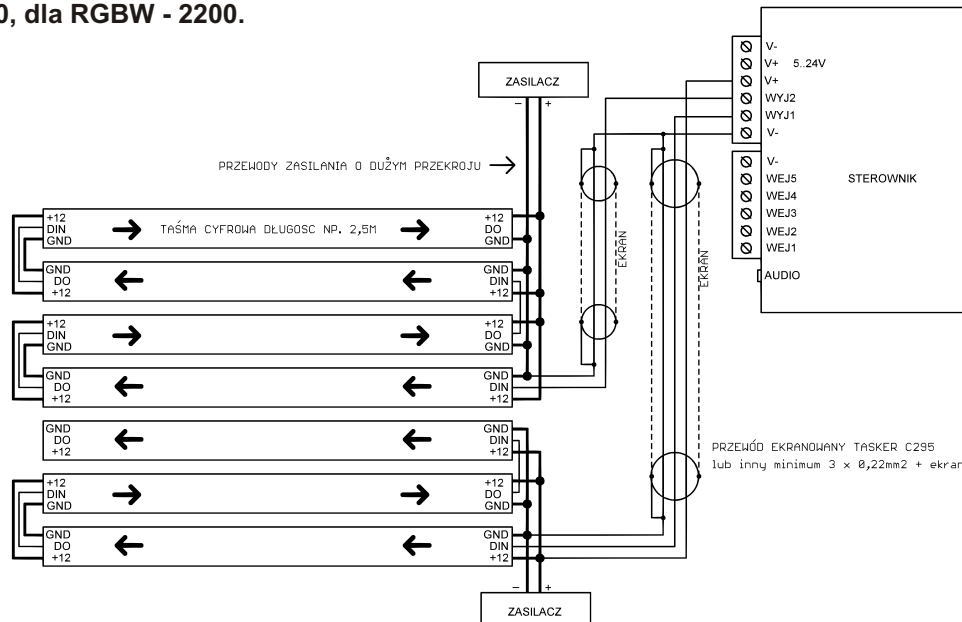 0, dla RGBW - 2200.
ZASILACZ
- +
PRZEWODY ZASILANIA O DUŻYM PRZEKROJU
V-
V+ 5..24V
V+
WYJ2
WYJ1
V-
V-
WEJ5
WEJ4
WEJ3
WEJ2
WEJ1
AUDIO
STEROWNIK
EKRAN
EKRAN
+12
DIN
GND
TAŚMA CYFROWA DŁUGOSC NP. 2,5M
+12
DO
GND
GND
DO
+12
GND
DIN
+12
+12
DIN
GND
+12
DO
GND
GND
DO
+12
GND
DIN
+12
GND
DO
+12
GND
DIN
+12
+12
DIN
GND
+12
DO
GND
GND
DO
+12
GND
DIN
+12
PRZEWÓD EKRANOWANY TASKER C295
lub inny minimum 3 x 0,22mm2 + ekran
- +
ZASILACZ